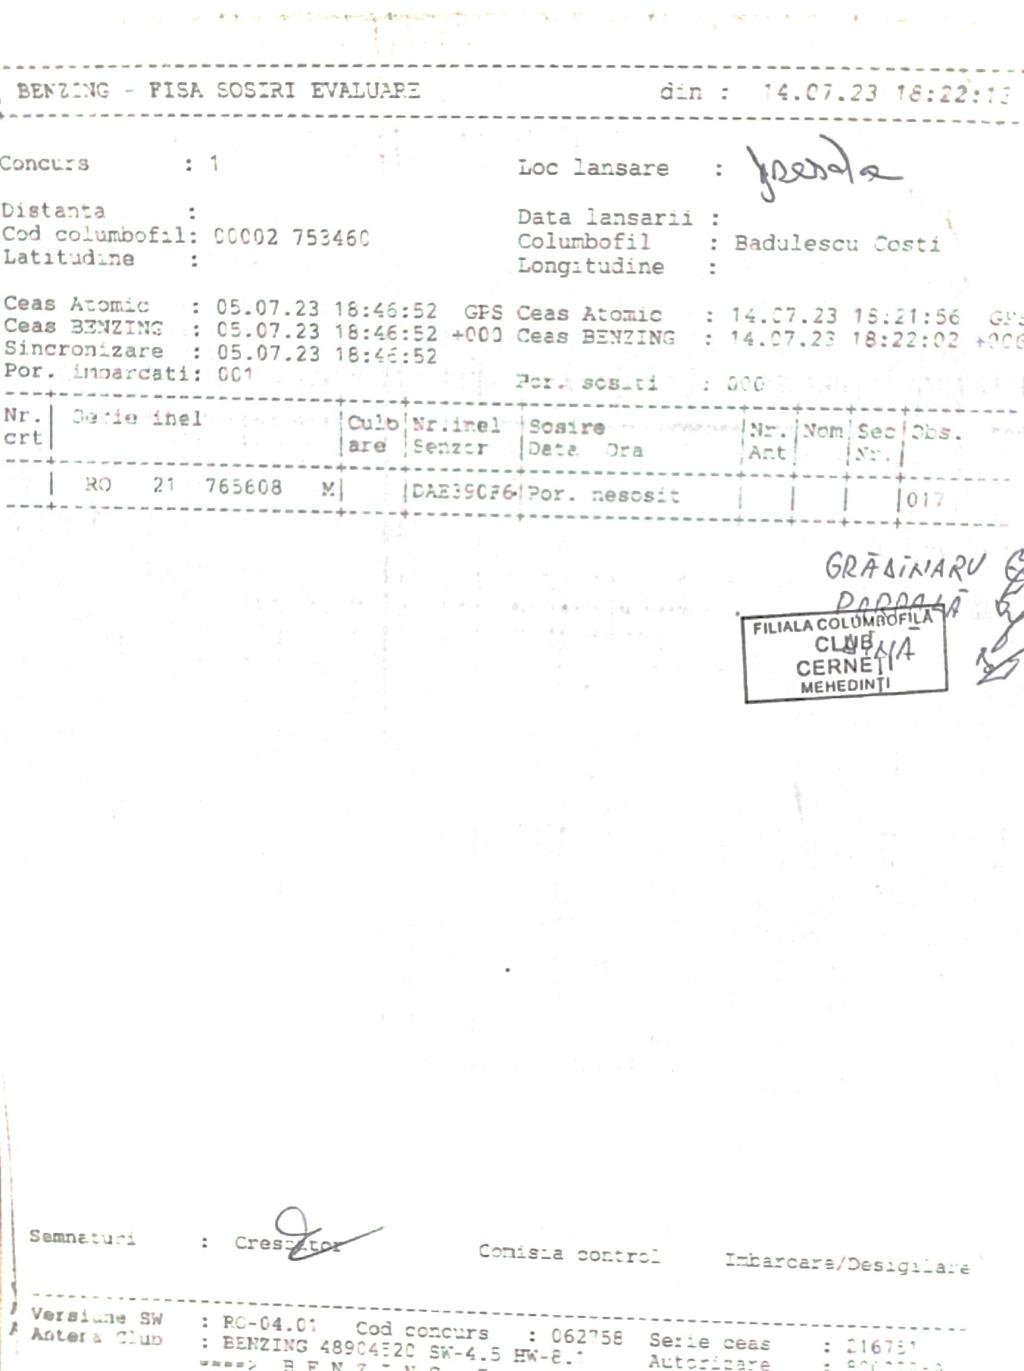 BENZING - FISA SOSIRI EVALUARE din : 14.07.23 18:22:13
Concurs : 1 Loc lansare :
Distanta : Data lansarii :
Cod columbofil: 00002 753460 Columbofil : Badulescu Costi
Latitudine : Longitudine :
Ceas Atomic : 05.07.23 18:46:52 GPS Ceas Atomic : 14.07.23 18:21:56 GPS
Ceas BENZING : 05.07.23 18:46:52 +000 Ceas BENZING : 14.07.23 18:22:02 +006
Sincronizare : 05.07.23 18:46:52
Por. imbarcati: 001 Por. sositi : 000
Nr. Serie inel Culo Nr.inel Sosire Nr. Nom Sec Obs.
crt are Senzor Data Ora Ant Nr.
RO 21 765608 M Por. nesosit 017
GRĂDINARU
FILIALA COLUMBOFILĂ
CLUB
CERNEȚI
MEHEDINȚI
Semnaturi : Crescator Comisia control Imbarcare/Desigilare
Versiune SW : RO-04.01 Cod concurs : 062758 Serie ceas :
Antena Club : BENZING SW-4.5 Autorizare :
====> BENZING